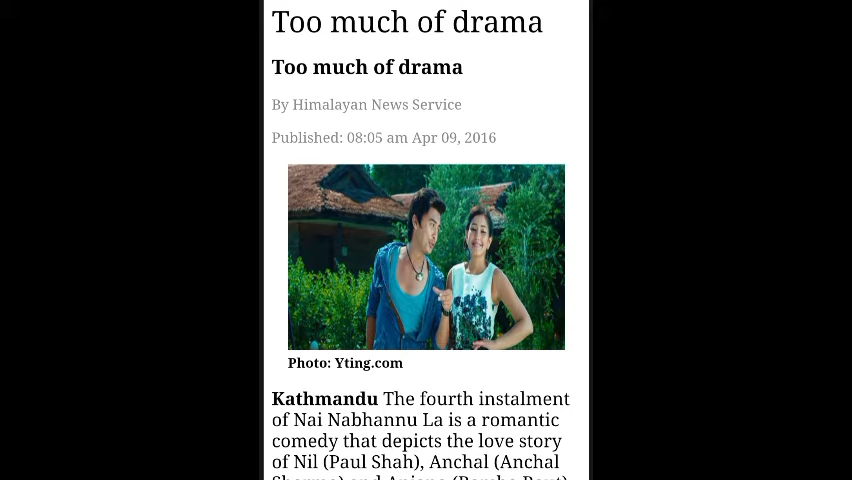 Too much of drama
Too much of drama
By Himalayan News Service
Published: 08:05 am Apr 09, 2016
Photo: Yting.com
Kathmandu The fourth instalment
of Nai Nabhannu La is a romantic
comedy that depicts the love story
of Nil (Paul Shah), Anchal (Anchal